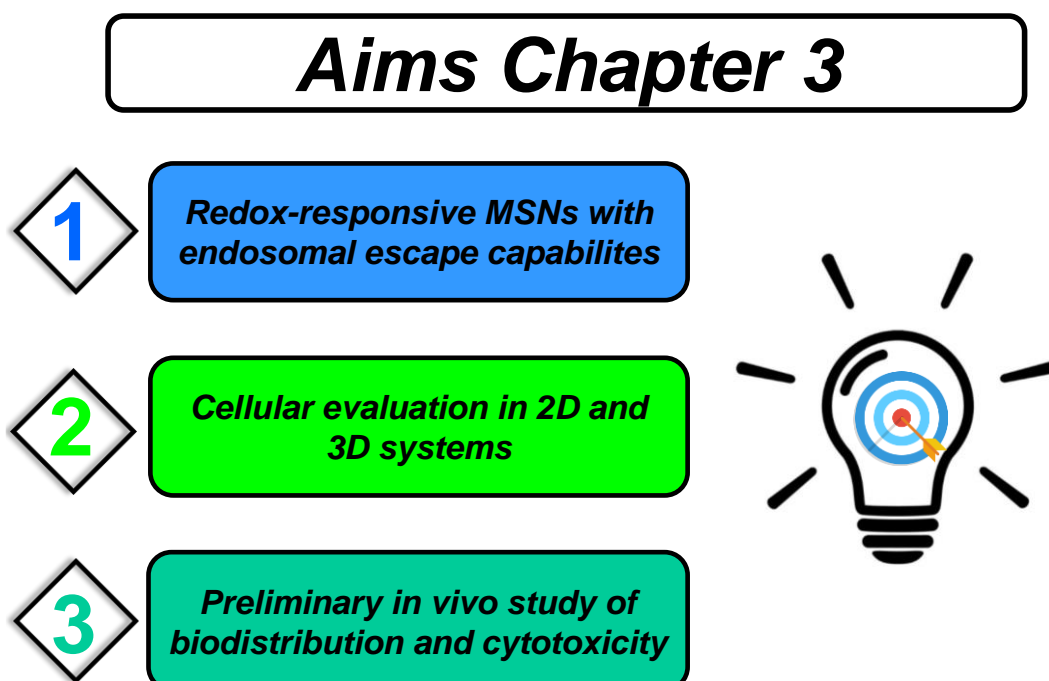 Aims Chapter 3
1
Redox-responsive MSNs with
endosomal escape capabilites
2
Cellular evaluation in 2D and
3D systems
3
Preliminary in vivo study of
biodistribution and cytotoxicity